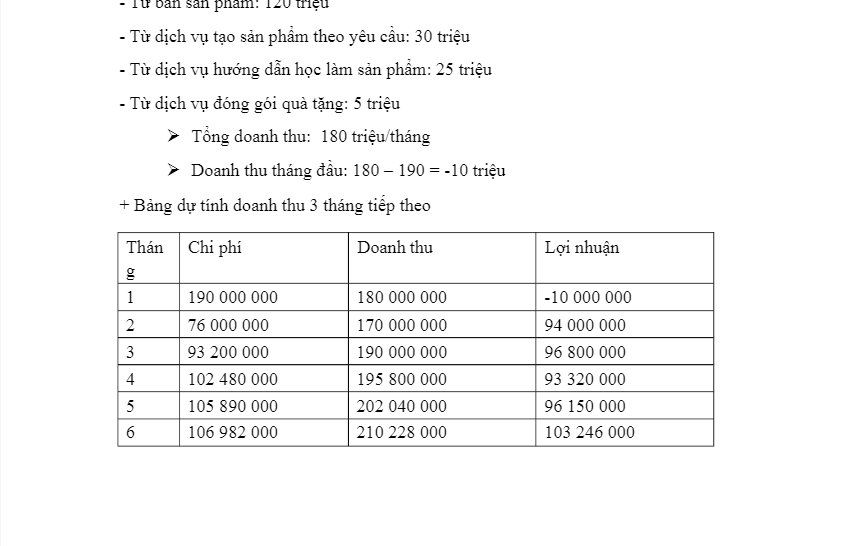 - Từ bán sản phẩm: 120 triệu
- Từ dịch vụ tạo sản phẩm theo yêu cầu: 30 triệu
- Từ dịch vụ hướng dẫn học làm sản phẩm: 25 triệu
- Từ dịch vụ đóng gói quà tặng: 5 triệu
➢ Tổng doanh thu: 180 triệu/tháng
➢ Doanh thu tháng đầu: 180 – 190 = -10 triệu
+ Bảng dự tính doanh thu 3 tháng tiếp theo
Thán
g Chi phí Doanh thu Lợi nhuận
1 190 000 000 180 000 000 -10 000 000
2 76 000 000 170 000 000 94 000 000
3 93 200 000 190 000 000 96 800 000
4 102 480 000 195 800 000 93 320 000
5 105 890 000 202 040 000 96 150 000
6 106 982 000 210 228 000 103 246 000